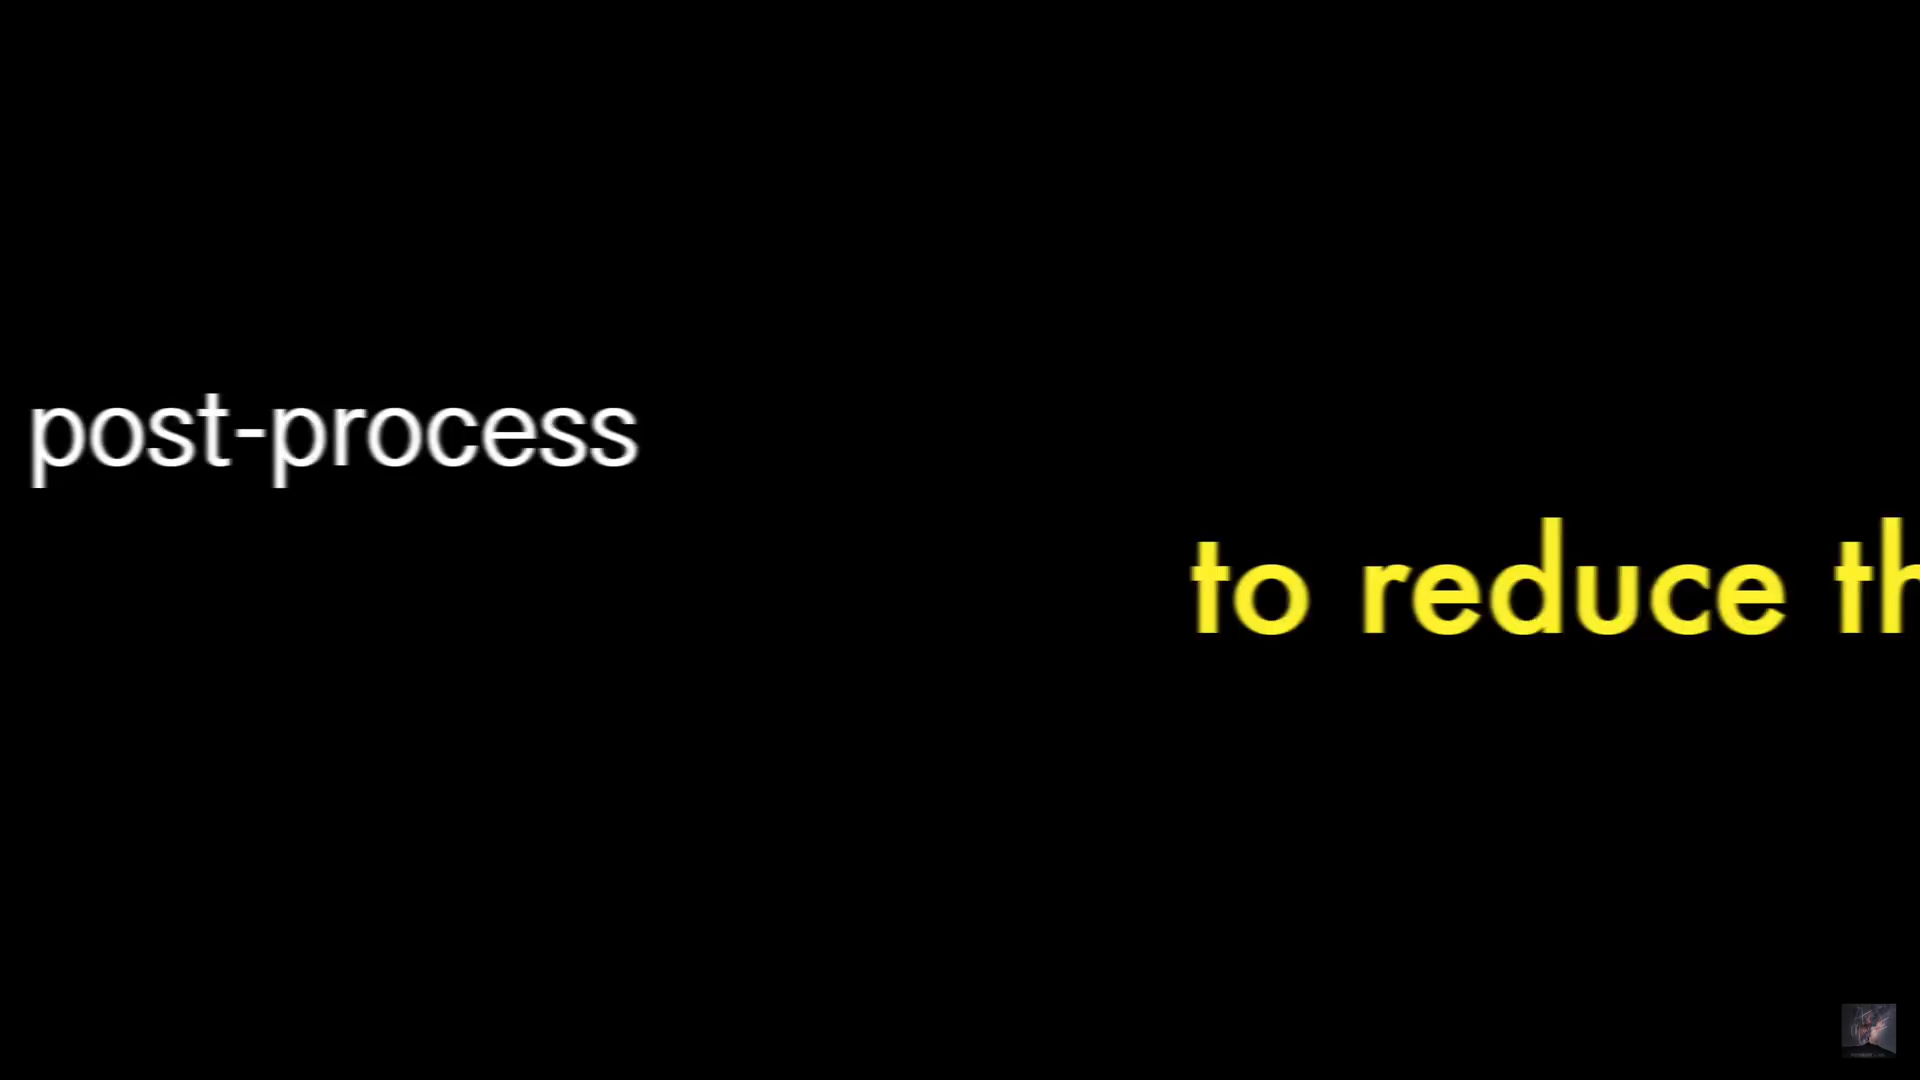 post-process
to reduce th